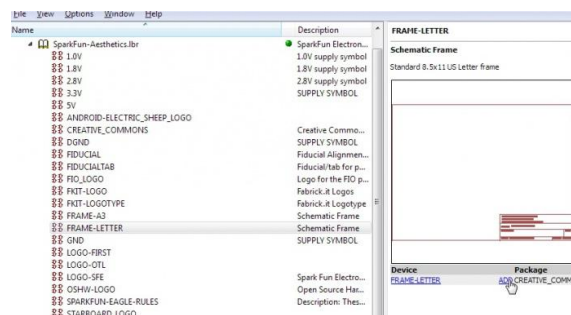 File View Options Window Help
Name Description
SparkFun-Aesthetics.lbr SparkFun Electron...
1.0V 1.0V supply symbol
1.8V 1.8V supply symbol
2.8V 2.8V supply symbol
3.3V SUPPLY SYMBOL
5V
ANDROID-ELECTRIC_SHEEP_LOGO
CREATIVE_COMMONS Creative Commo...
DGND SUPPLY SYMBOL
FIDUCIAL Fiducial Alignmen...
FIDUCIALTAB Fiducial/tab for p...
FIO_LOGO Logo for the FIO p...
FKIT-LOGO Fabrick.it Logos
FKIT-LOGOTYPE Fabrick.it Logotype
FRAME-A3 Schematic Frame
FRAME-LETTER Schematic Frame
GND SUPPLY SYMBOL
LOGO-FIRST
LOGO-OTL
LOGO-SFE Spark Fun Electro...
OSHW-LOGO Open Source Har...
SPARKFUN-EAGLE-RULES Description: Thes...
STARBOARD LOGO
FRAME-LETTER
Schematic Frame
Standard 8.5x11 US Letter frame
Device Package
FRAME-LETTER ADD CREATIVE_COMM